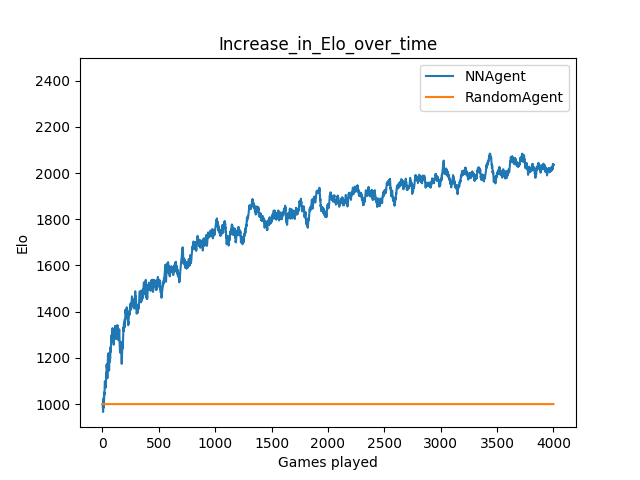 Increase_in_Elo_over_time
NNAgent
RandomAgent
2400
2200
2000
1800
1600
1400
1200
1000
Elo
0 500 1000 1500 2000 2500 3000 3500 4000
Games played